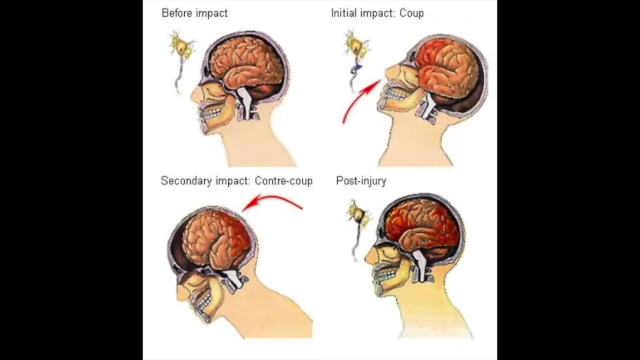 Before impact
Initial impact: Coup
Secondary impact: Contre-coup
Post-injury